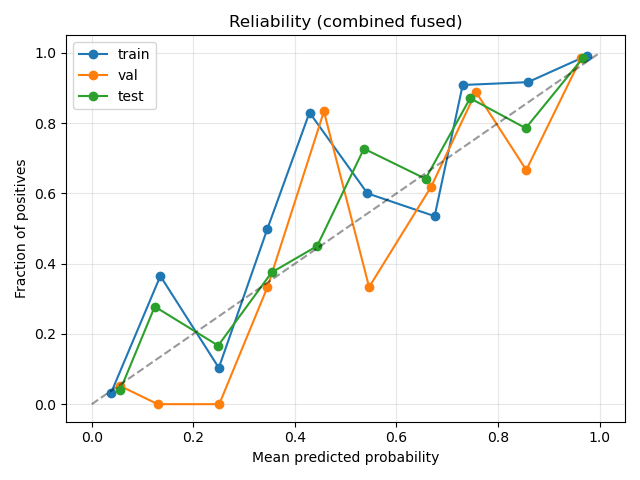 Reliability (combined fused)
train
val
test
Fraction of positives
1.0
0.8
0.6
0.4
0.2
0.0
0.0 0.2 0.4 0.6 0.8 1.0
Mean predicted probability